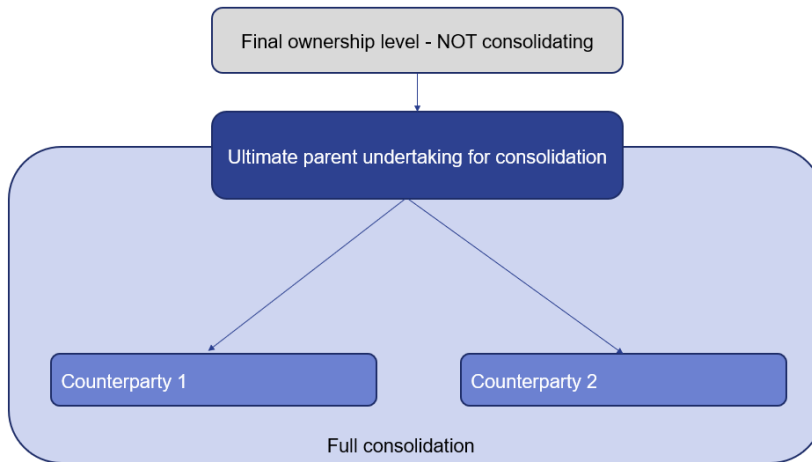 Final ownership level - NOT consolidating
Ultimate parent undertaking for consolidation
Counterparty 1
Counterparty 2
Full consolidation